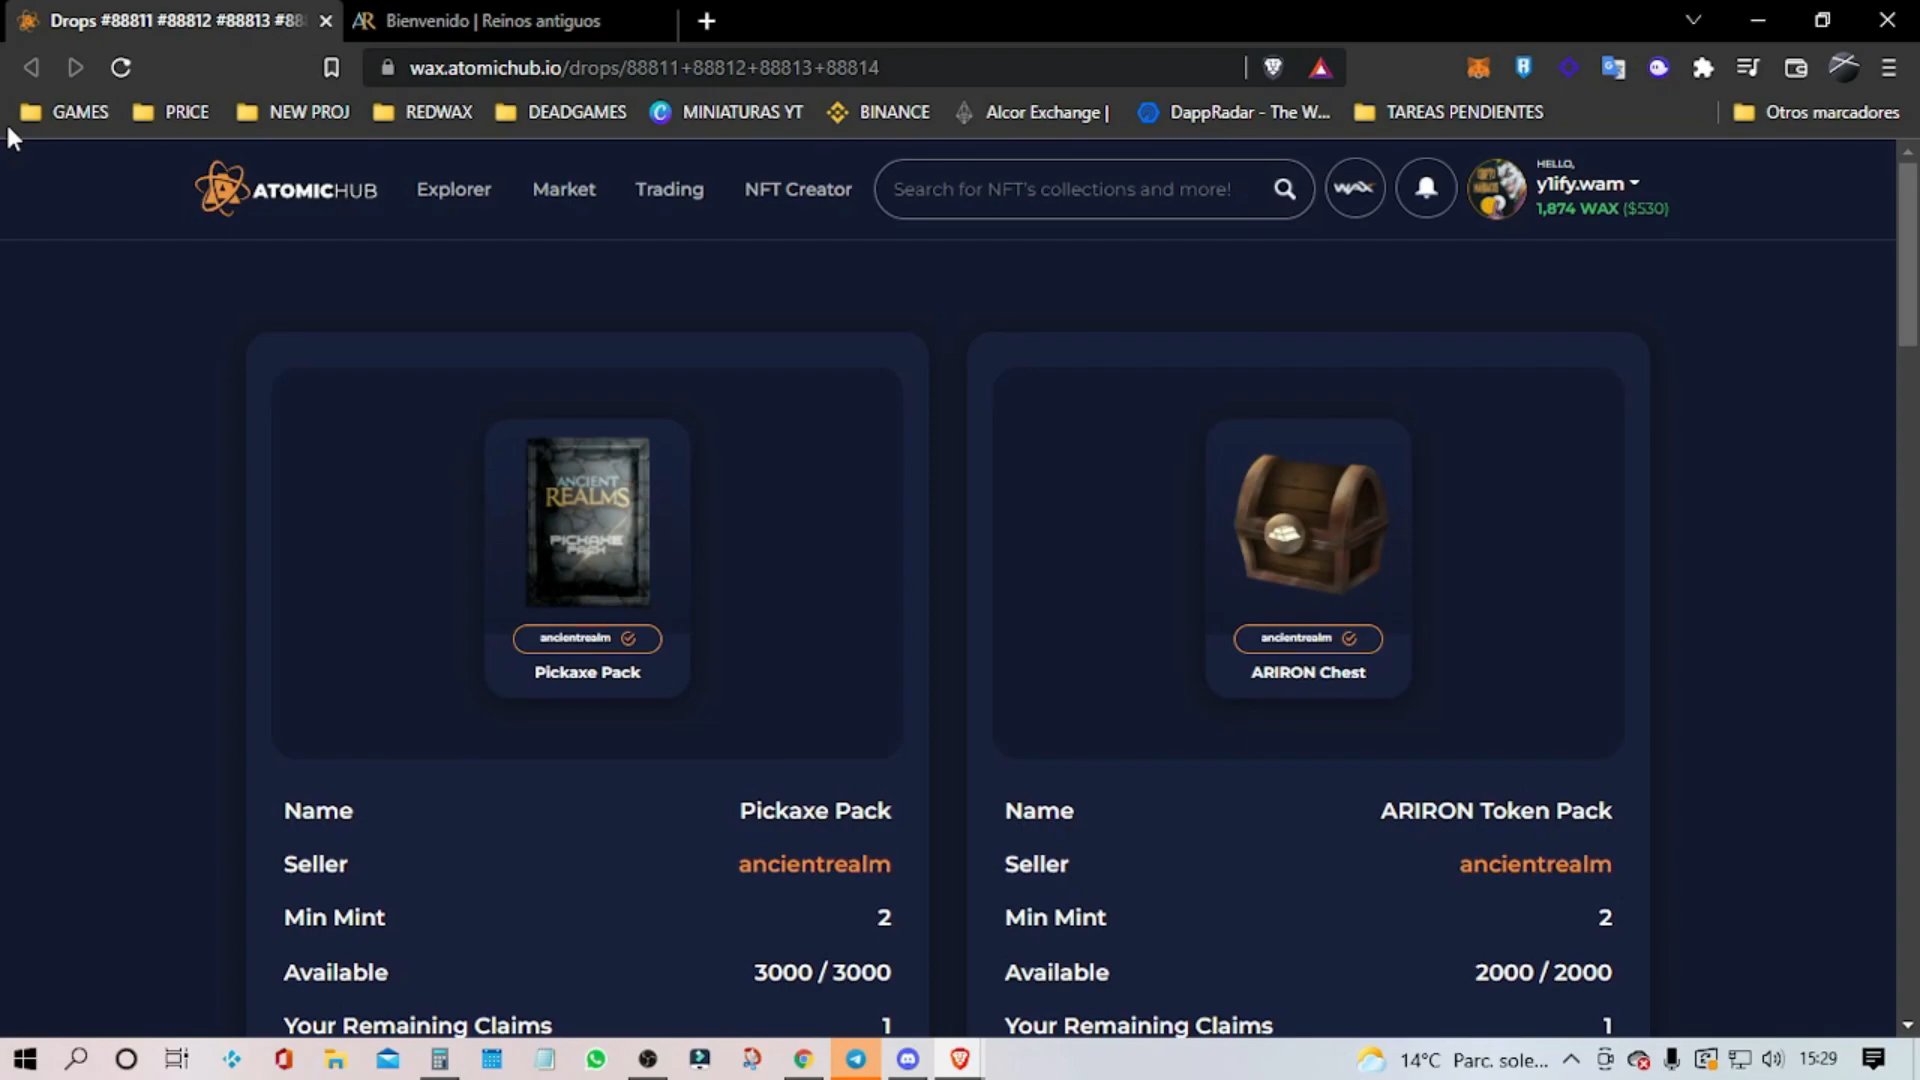 Drops #88811 #88812 #88813 #88
Bienvenido | Reinos antiguos
wax.atomichub.io/drops/88811+88812+88813+88814
GAMES
PRICE
NEW PROJ
REDWAX
DEADGAMES
MINIATURAS YT
BINANCE
Alcor Exchange |
DappRadar - The W...
TAREAS PENDIENTES
Otros marcadores
ATOMICHUB
Explorer
Market
Trading
NFT Creator
Search for NFT's collections and more!
WAX
HELLO,
y1ify.wam
1,874 WAX ($530)
ANCIENT
REALMS
PICKAXE
PACK
ancientrealm
Pickaxe Pack
ancientrealm
ARIRON Chest
Name Pickaxe Pack
Seller ancientrealm
Min Mint 2
Available 3000 / 3000
Your Remaining Claims 1
Name ARIRON Token Pack
Seller ancientrealm
Min Mint 2
Available 2000 / 2000
Your Remaining Claims 1
14°C Parc. sole...
15:29